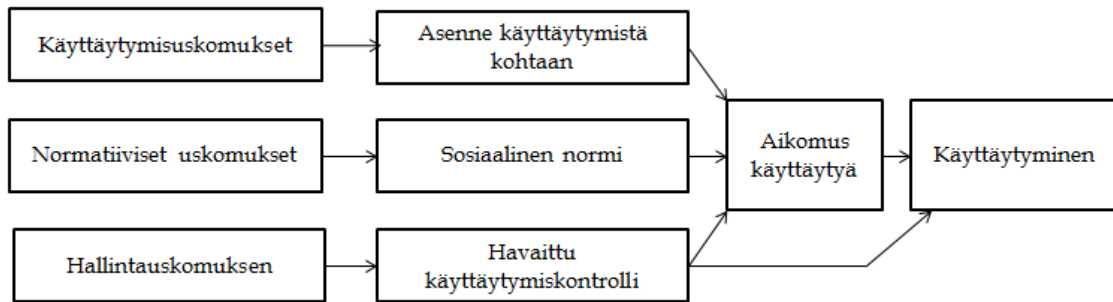 Käyttäytymisuskomukset
Asenne käyttäytymistä
kohtaan
Normatiiviset uskomukset
Sosiaalinen normi
Aikomus
käyttäytyä
Käyttäytyminen
Hallintauskomuksen
Havaittu
käyttäytymiskontrolli